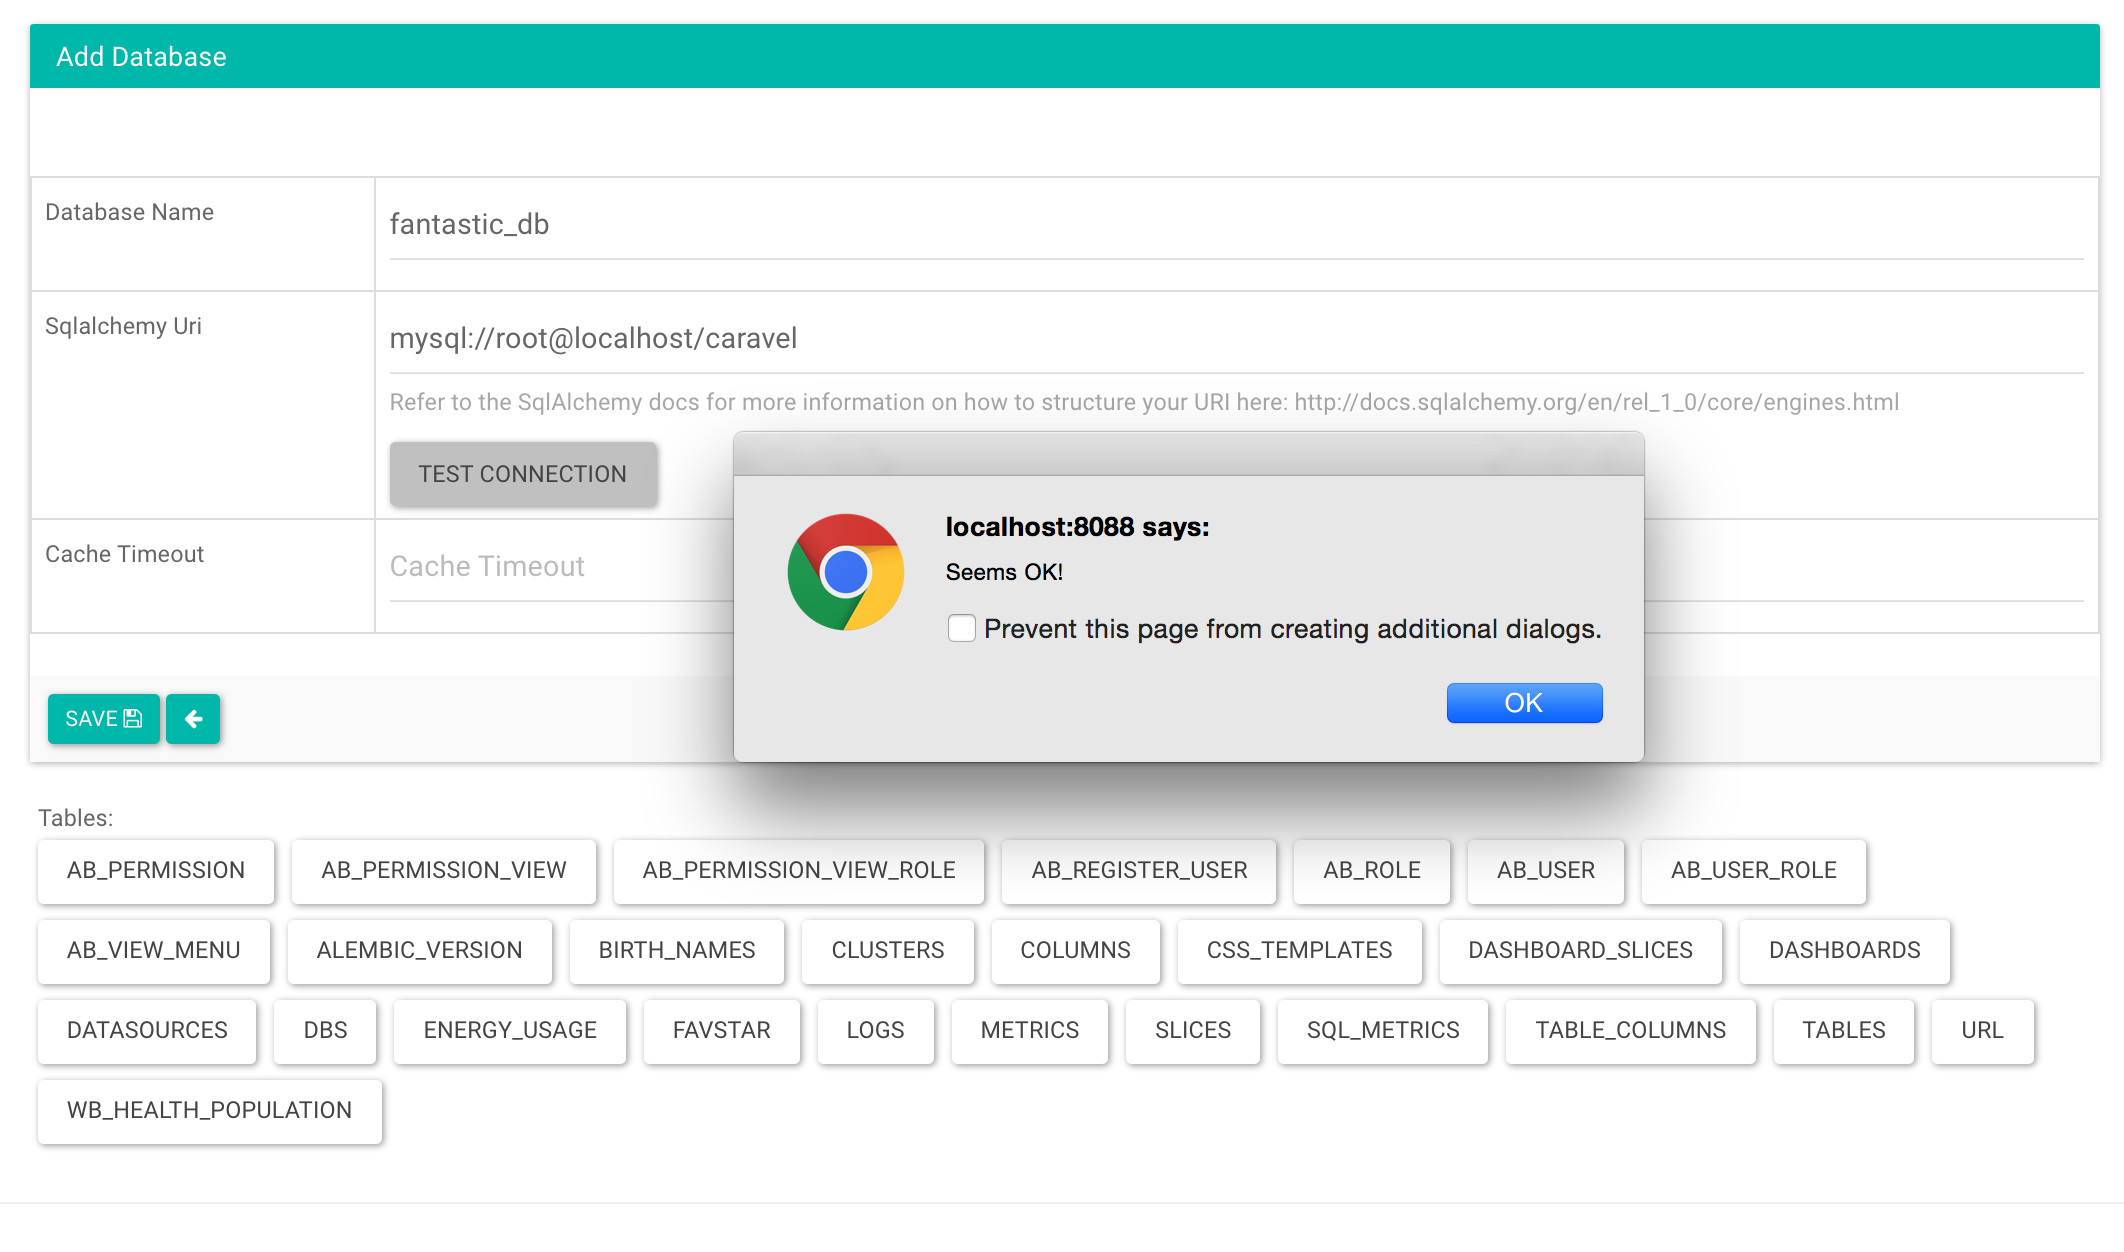 Add Database
Database Name
fantastic_db
Sqlalchemy Uri
mysql://root@localhost/caravel
Refer to the SqlAlchemy docs for more information on how to structure your URI here: http://docs.sqlalchemy.org/en/rel_1_0/core/engines.html
TEST CONNECTION
localhost:8088 says:
Seems OK!
Prevent this page from creating additional dialogs.
OK
Cache Timeout
Cache Timeout
SAVE
Tables:
AB_PERMISSION AB_PERMISSION_VIEW AB_PERMISSION_VIEW_ROLE AB_REGISTER_USER AB_ROLE AB_USER AB_USER_ROLE
AB_VIEW_MENU ALEMBIC_VERSION BIRTH_NAMES CLUSTERS COLUMNS CSS_TEMPLATES DASHBOARD_SLICES DASHBOARDS
DATASOURCES DBS ENERGY_USAGE FAVSTAR LOGS METRICS SLICES SQL_METRICS TABLE_COLUMNS TABLES URL
WB_HEALTH_POPULATION